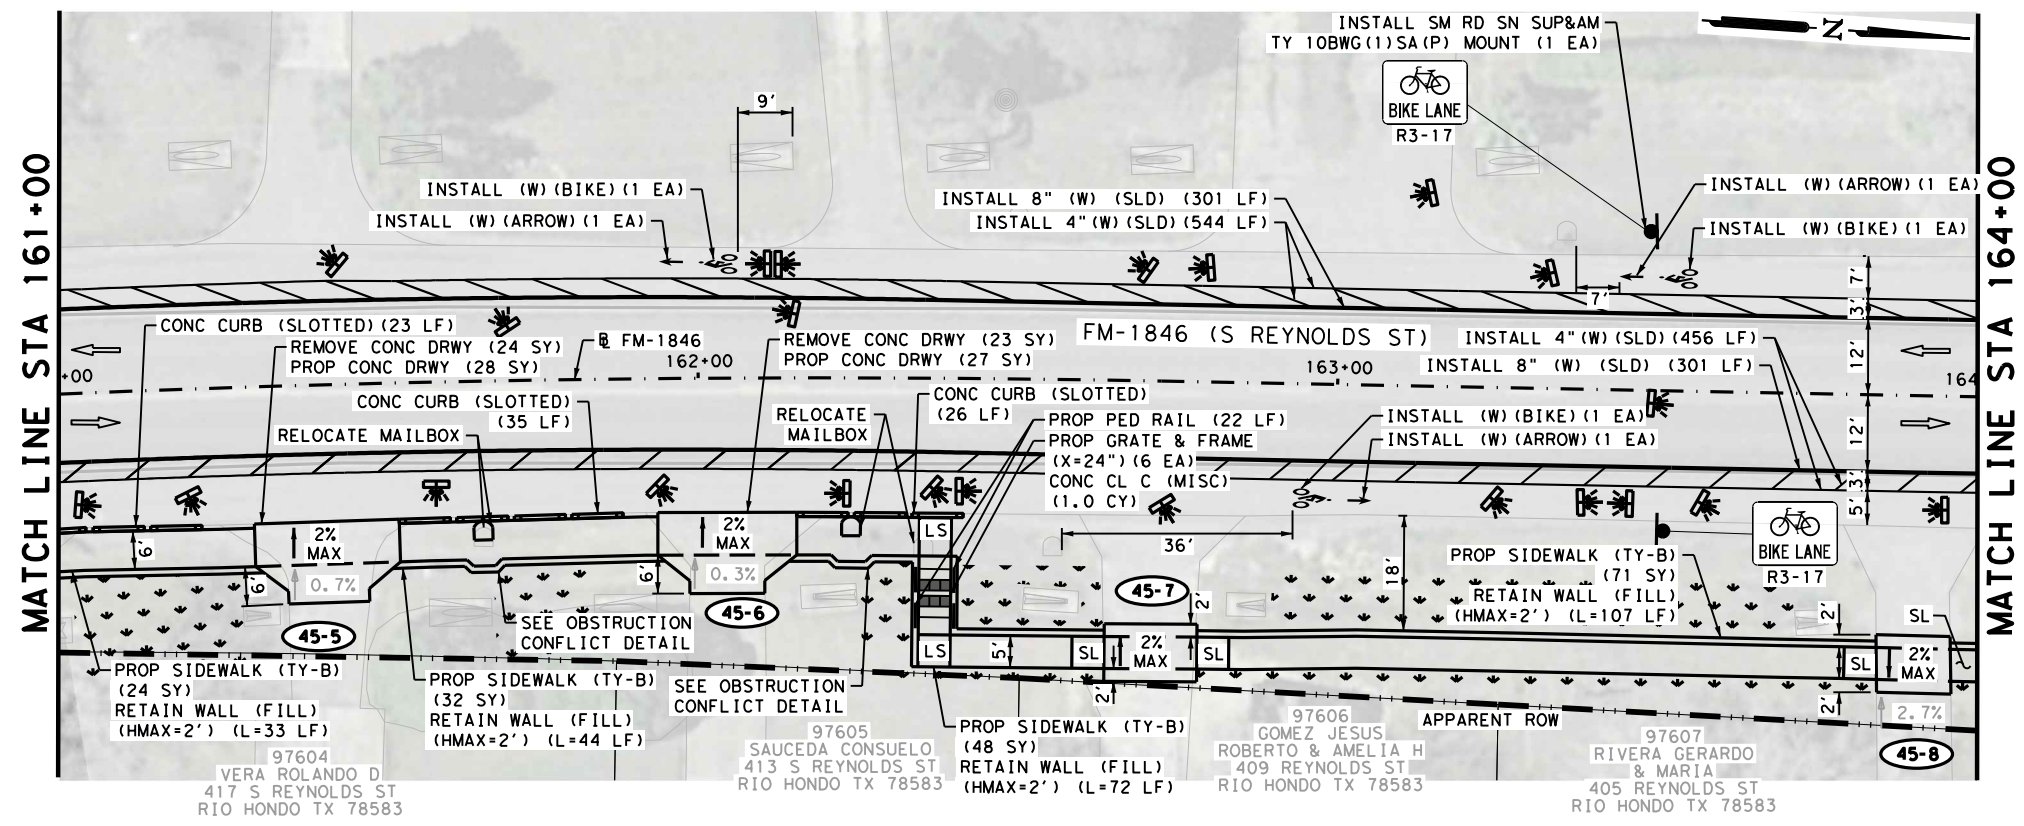 MATCH LINE STA 161+00
INSTALL SM RD SN SUP&AM
TY 10BWG(1)SA(P) MOUNT (1 EA)
N
BIKE LANE
R3-17
9'
INSTALL (W)(BIKE)(1 EA)
INSTALL (W)(ARROW)(1 EA)
INSTALL 8" (W) (SLD) (301 LF)
INSTALL 4"(W)(SLD)(544 LF)
INSTALL (W)(ARROW)(1 EA)
INSTALL (W)(BIKE)(1 EA)
7'
7'
3'
12'
12'
3'
5'
CONC CURB (SLOTTED)(23 LF)
REMOVE CONC DRWY (24 SY)
PROP CONC DRWY (28 SY)
B FM-1846
162+00
REMOVE CONC DRWY (23 SY)
PROP CONC DRWY (27 SY)
FM-1846 (S REYNOLDS ST)
163+00
INSTALL 4"(W)(SLD)(456 LF)
INSTALL 8" (W) (SLD) (301 LF)
+00
164
CONC CURB (SLOTTED)
(35 LF)
RELOCATE MAILBOX
RELOCATE
MAILBOX
CONC CURB (SLOTTED)
(26 LF)
PROP PED RAIL (22 LF)
PROP GRATE & FRAME
(X=24")(6 EA)
CONC CL C (MISC)
(1.0 CY)
INSTALL (W)(BIKE)(1 EA)
INSTALL (W)(ARROW)(1 EA)
BIKE LANE
R3-17
6'
6'
2%
MAX
0.7%
6'
2%
MAX
0.3%
LS
LS
36'
18'
45-5
45-6
45-7
SEE OBSTRUCTION
CONFLICT DETAIL
SEE OBSTRUCTION
CONFLICT DETAIL
5'
SL
2'
2%
MAX
2'
SL
PROP SIDEWALK (TY-B)
(71 SY)
RETAIN WALL (FILL)
(HMAX=2') (L=107 LF)
2'
SL
2%
MAX
2'
SL
2.7%
45-8
PROP SIDEWALK (TY-B)
(24 SY)
RETAIN WALL (FILL)
(HMAX=2') (L=33 LF)
PROP SIDEWALK (TY-B)
(32 SY)
RETAIN WALL (FILL)
(HMAX=2') (L=44 LF)
PROP SIDEWALK (TY-B)
(48 SY)
RETAIN WALL (FILL)
(HMAX=2') (L=72 LF)
APPARENT ROW
97604
VERA ROLANDO D
417 S REYNOLDS ST
RIO HONDO TX 78583
97605
SAUCEDA CONSUELO
413 S REYNOLDS ST
RIO HONDO TX 78583
97606
GOMEZ JESUS
ROBERTO & AMELIA H
409 REYNOLDS ST
RIO HONDO TX 78583
97607
RIVERA GERARDO
& MARIA
405 REYNOLDS ST
RIO HONDO TX 78583
MATCH LINE STA 164+00